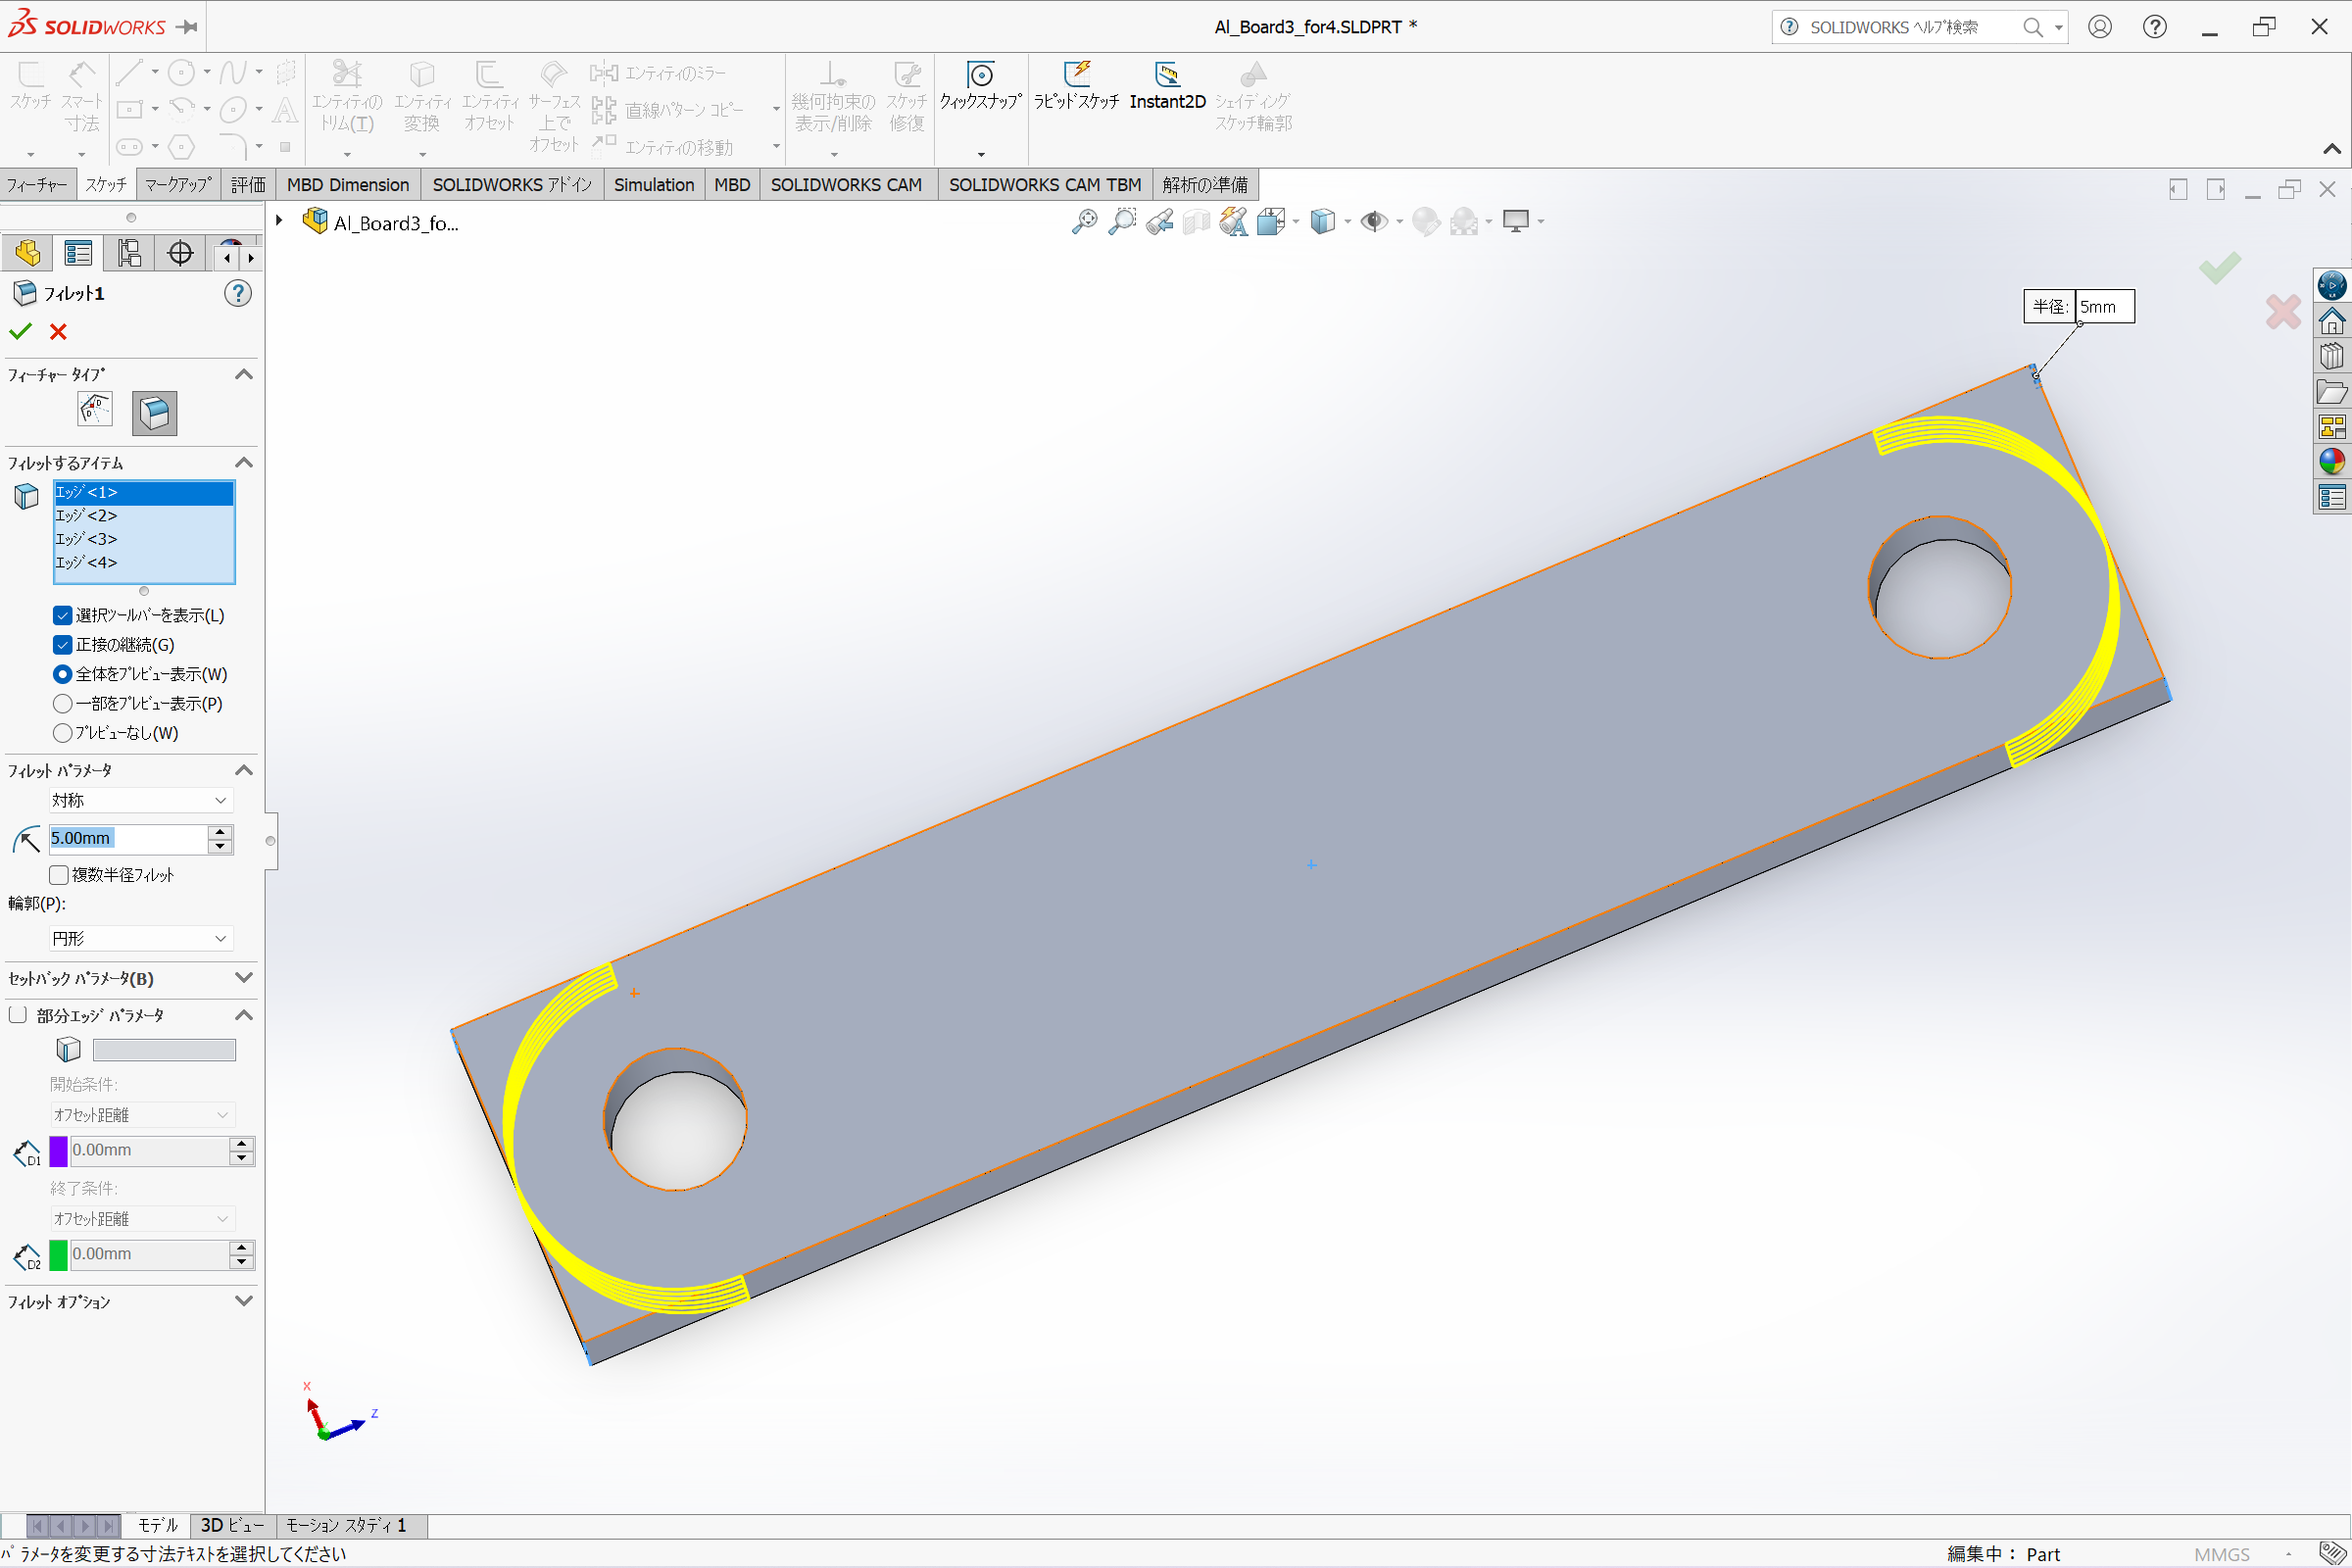 SOLIDWORKS
Al_Board3_for4.SLDPRT *
SOLIDWORKS ﾍﾙﾌﾟ検索
スケッチ
スマート
寸法
エンティティの
トリム(T)
エンティティ
変換
エンティティ
オフセット
サーフェス
上で
オフセット
エンティティのミラー
直線パターン コピー
エンティティの移動
幾何拘束の
表示/削除
スケッチ
修復
クィックスナップ
ラピッドスケッチ
Instant2D
シェイディング
スケッチ輪郭
フィーチャー
スケッチ
マークアップ
評価
MBD Dimension
SOLIDWORKS アドイン
Simulation
MBD
SOLIDWORKS CAM
SOLIDWORKS CAM TBM
解析の準備
Al_Board3_fo...
フィレット1
フィーチャー タイプ
フィレットするアイテム
エッジ<1>
エッジ<2>
エッジ<3>
エッジ<4>
選択ツールバーを表示(L)
正接の継続(G)
全体をプレビュー表示(W)
一部をプレビュー表示(P)
プレビューなし(W)
フィレット パラメータ
対称
5.00mm
複数半径フィレット
輪郭(P):
円形
セットバック パラメータ(B)
部分エッジ パラメータ
開始条件:
オフセット距離
D1
0.00mm
終了条件:
オフセット距離
D2
0.00mm
フィレット オプション
半径: 5mm
X
Z
モデル
3D ビュー
モーション スタディ 1
パラメータを変更する寸法テキストを選択してください
編集中： Part
MMGS